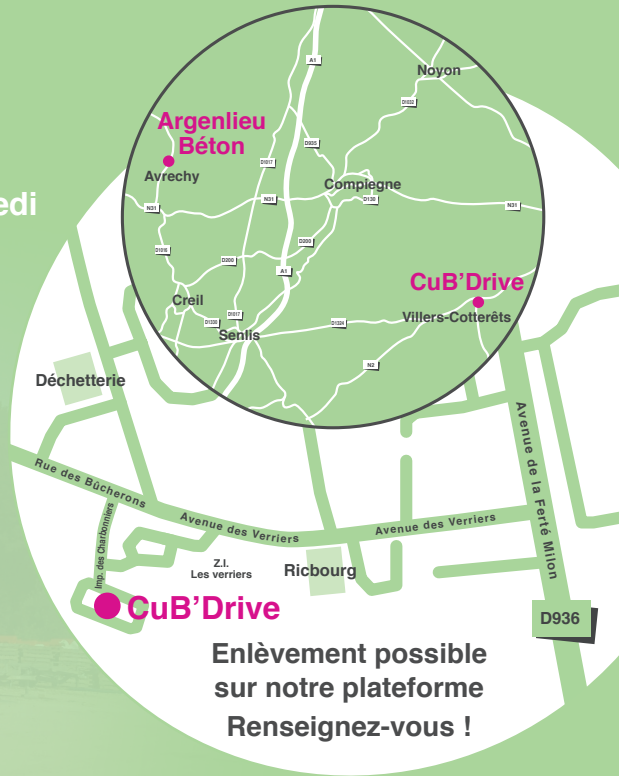 A1
Noyon
D1032
Argenlieu
Béton
D935
D1017
Avrechy
Compiegne
D130
N31
N31
N31
D1016
D200
D200
A1
CuB'Drive
Creil
D1017
Villers-Cotterêts
D1330
D1324
Senlis
N2
edi
Déchetterie
Avenue de la Ferté Milon
Rue des Bûcherons
Avenue des Verriers
Avenue des Verriers
Imp. des Charbonniers
Z.I.
Les verriers
Ricbourg
CuB'Drive
D936
Enlèvement possible
sur notre plateforme
Renseignez-vous !